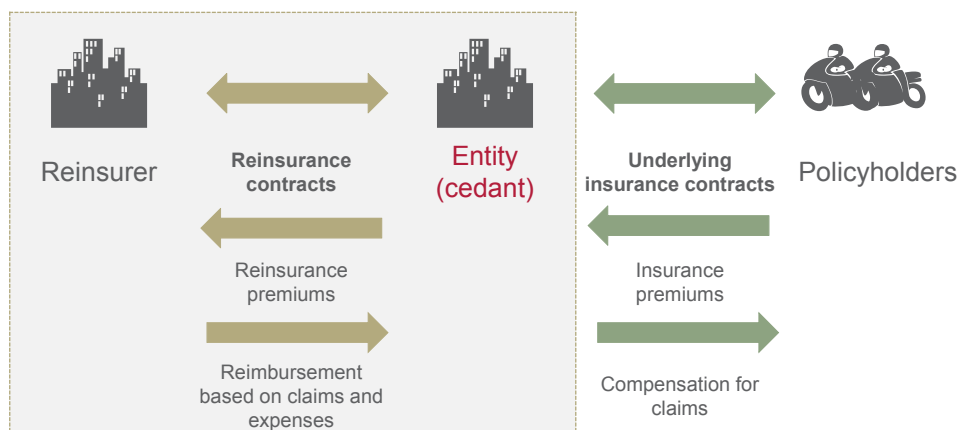 Reinsurer
Reinsurance
contracts
Entity
(cedant)
Underlying
insurance contracts
Policyholders
Reinsurance
premiums
Insurance
premiums
Reimbursement
based on claims and
expenses
Compensation for
claims